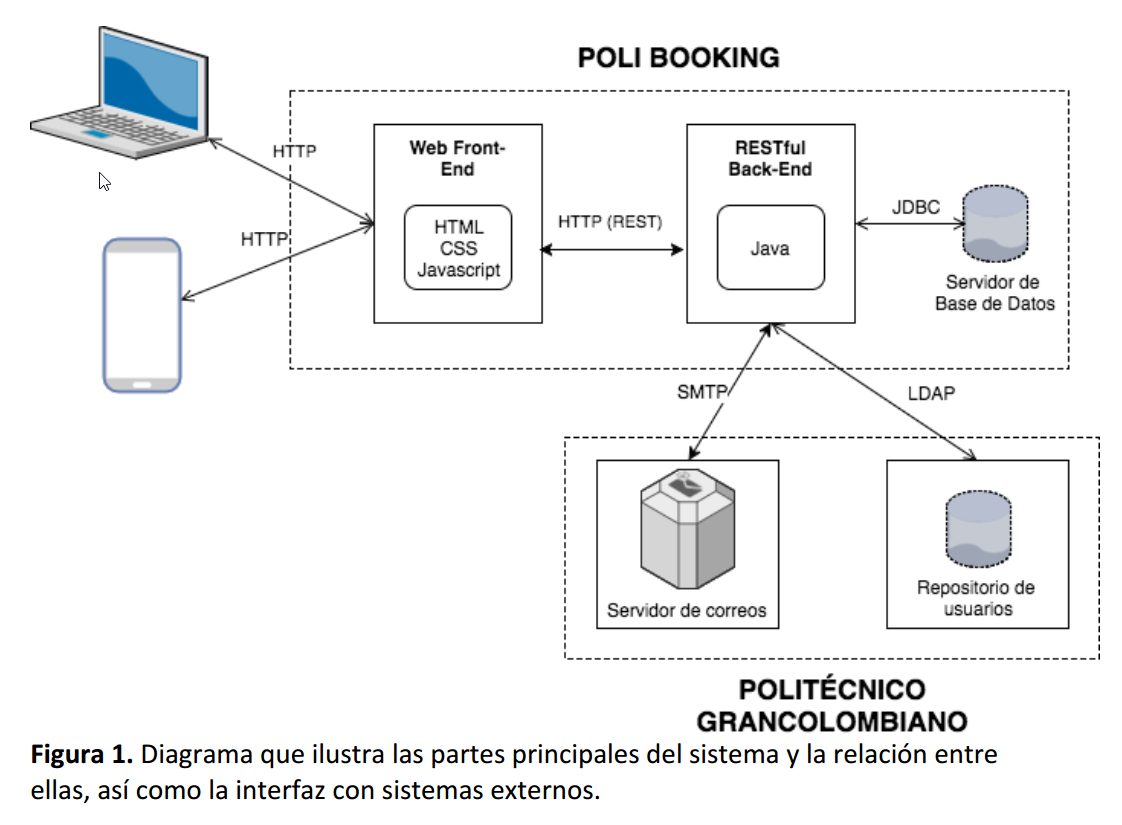 POLI BOOKING
HTTP
HTTP
Web Front-
End
HTML
CSS
Javascript
HTTP (REST)
RESTful
Back-End
Java
JDBC
Servidor de
Base de Datos
SMTP
LDAP
Servidor de correos
Repositorio de
usuarios
POLITÉCNICO
GRANCOLOMBIANO
Figura 1. Diagrama que ilustra las partes principales del sistema y la relación entre
ellas, así como la interfaz con sistemas externos.